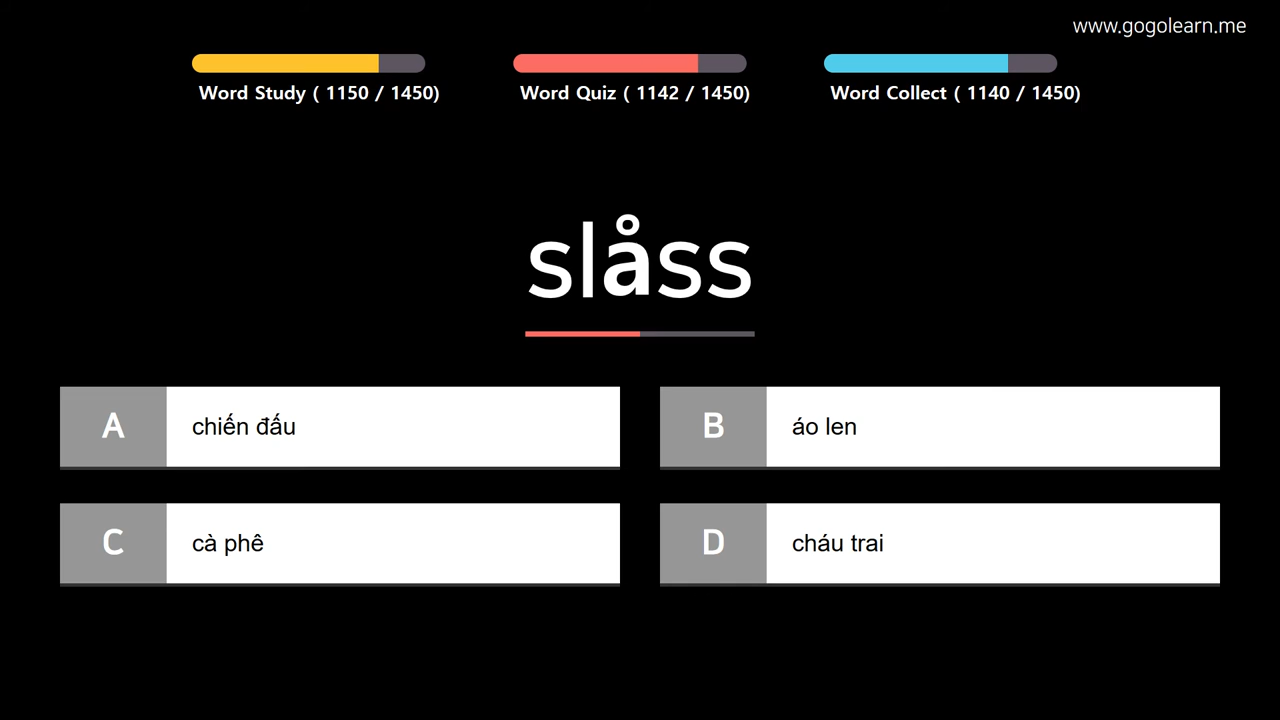 www.gogolearn.me
Word Study ( 1150 / 1450)
Word Quiz ( 1142 / 1450)
Word Collect ( 1140 / 1450)
slåss
A chiến đấu
B áo len
C cà phê
D cháu trai